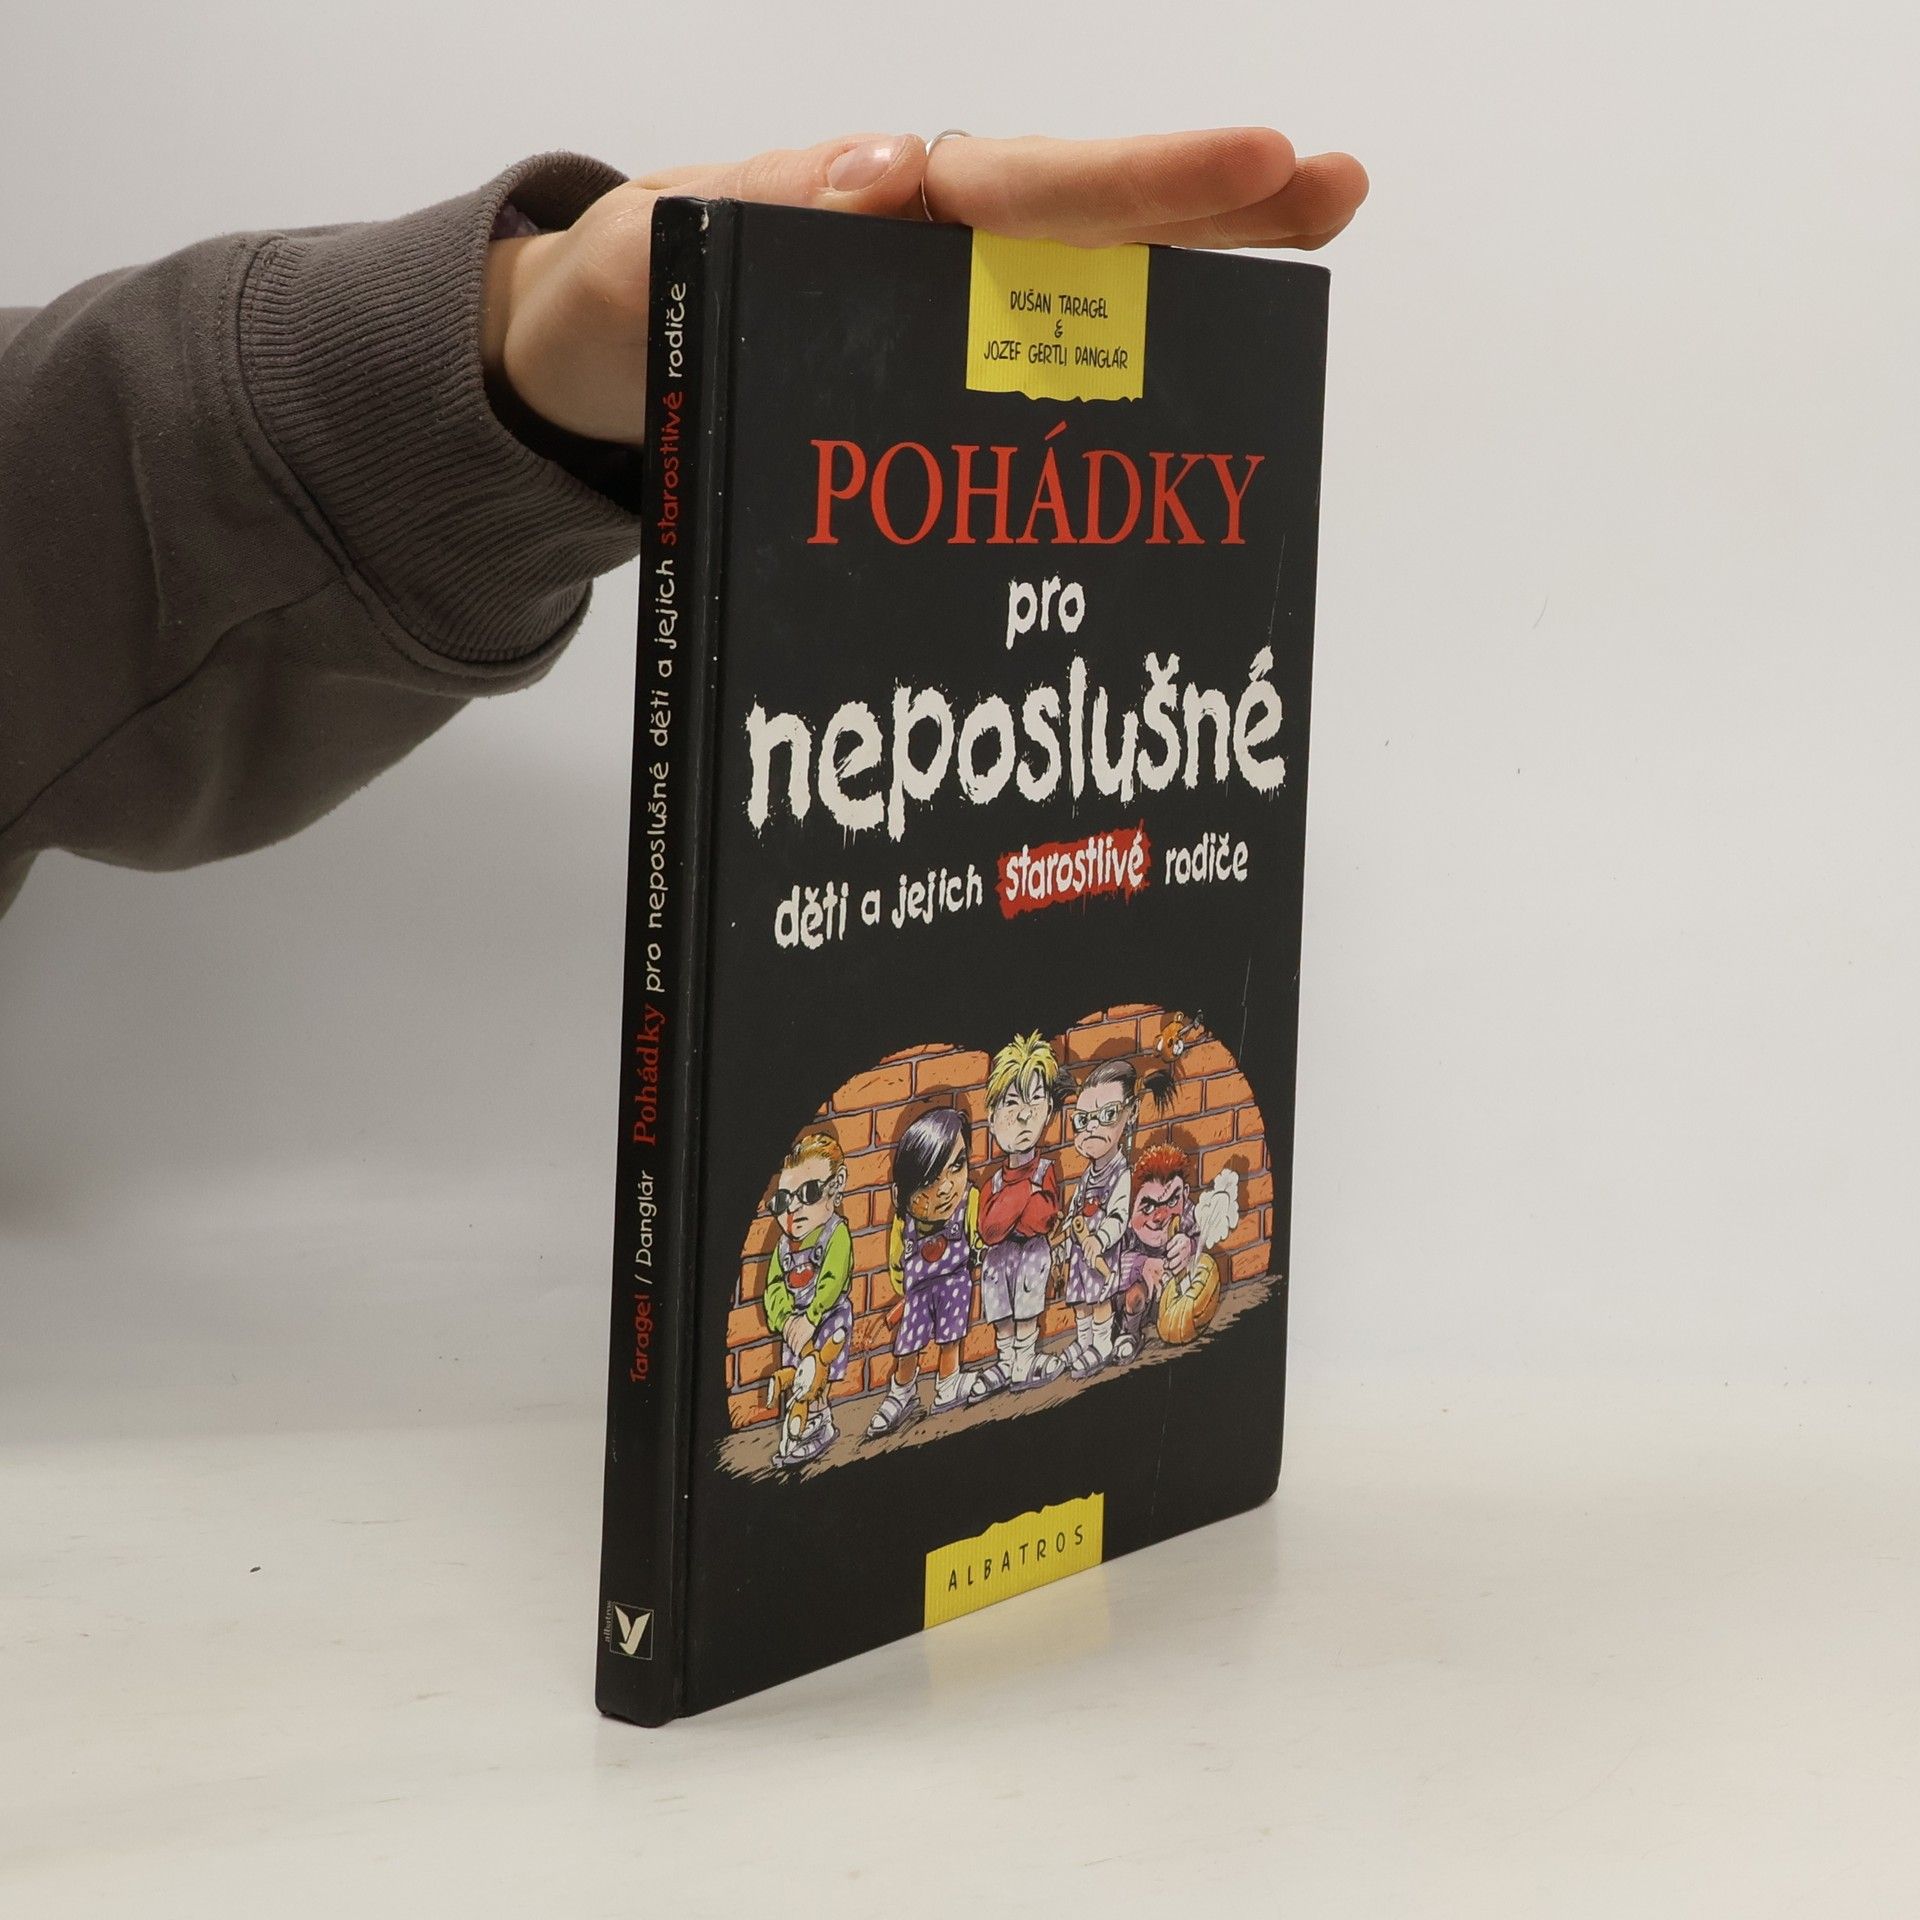 DUŠAN TARAGEL
&
JOZEF GERTLI DANGLÁR
POHÁDKY
pro
neposlušné
děti a jejich starostlivé rodiče
ALBATROS
Taragel / Danglár Pohádky pro neposlušné děti a jejich starostlivé rodiče
albatros